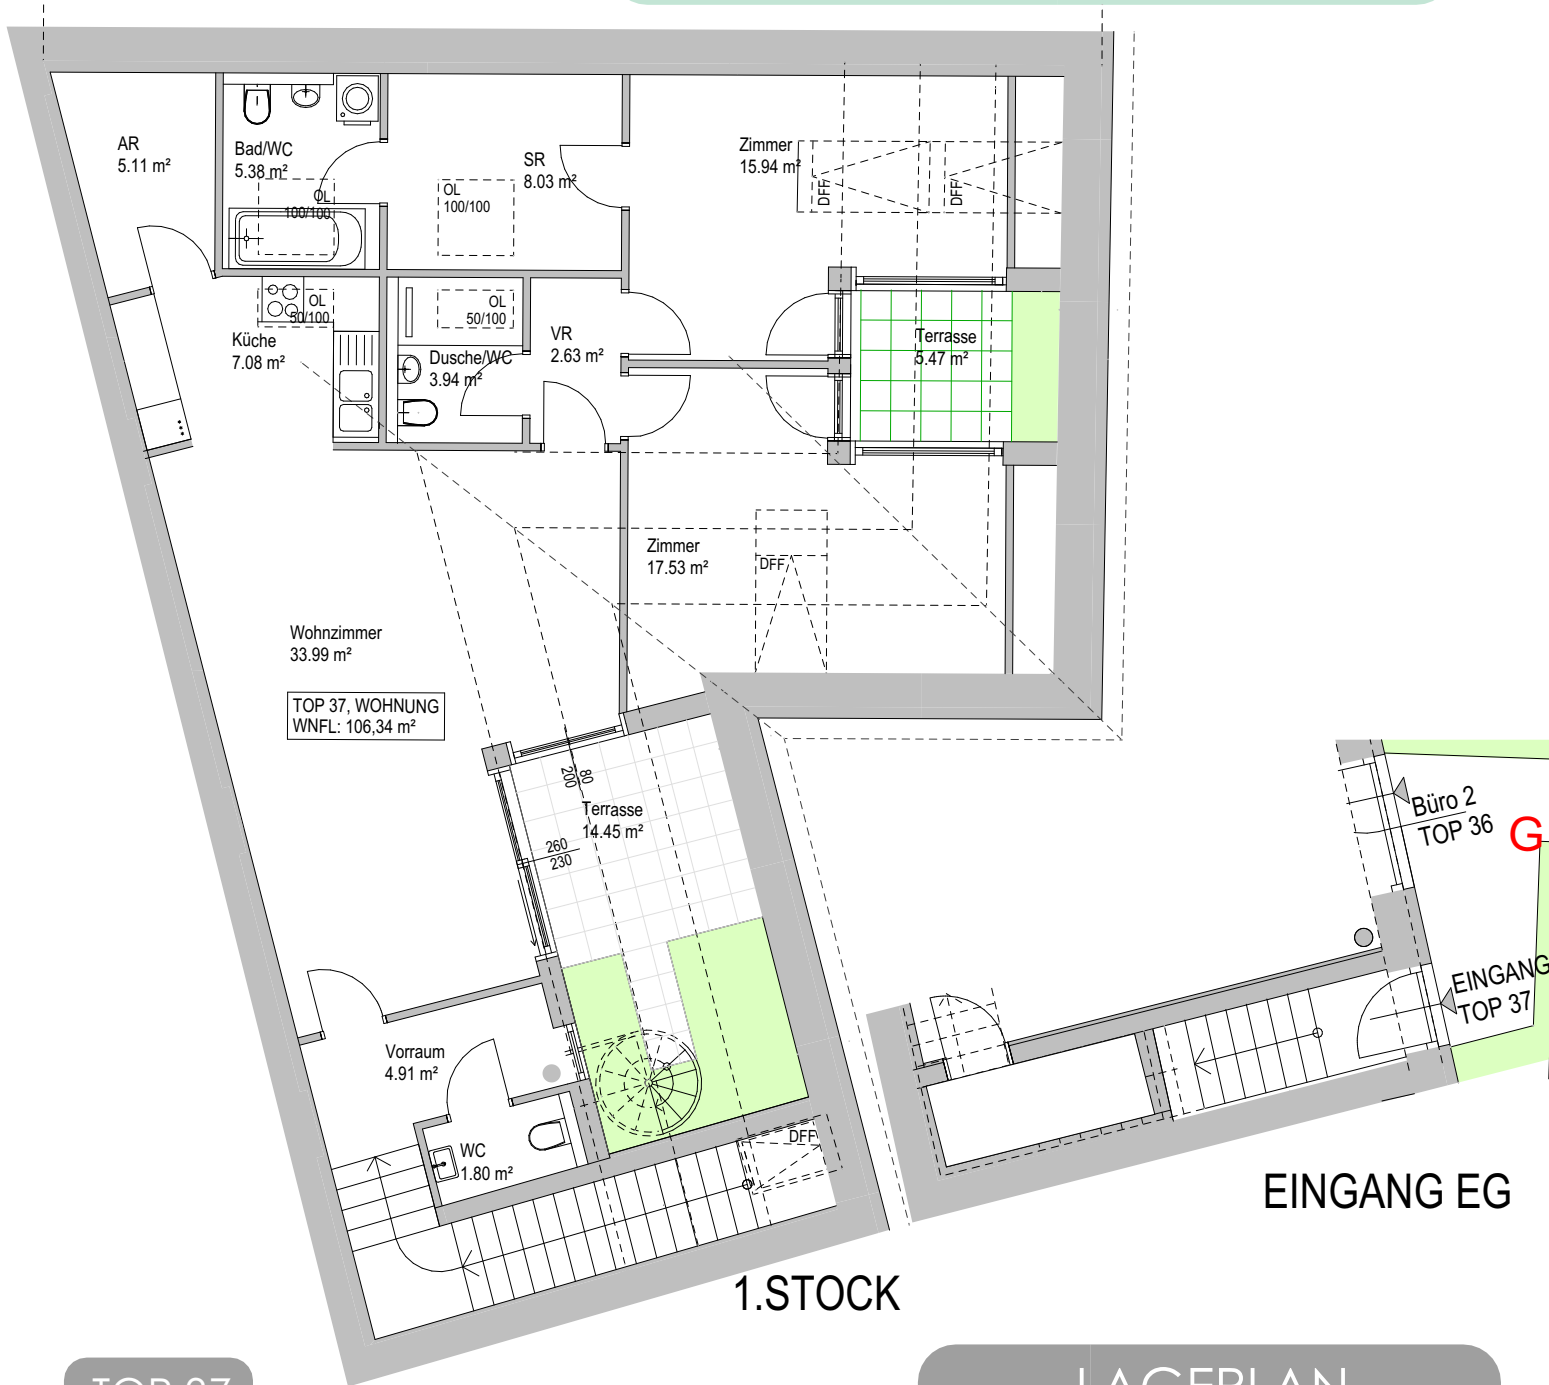 AR
5.11 m²
Bad/WC
5.38 m²
OL
100/100
SR
8.03 m²
OL
100/100
Zimmer
15.94 m²
DFF
DFF
Küche
7.08 m²
OL
50/100
OL
50/100
Dusche/WC
3.94 m²
VR
2.63 m²
Terrasse
5.47 m²
Zimmer
17.53 m²
DFF
Wohnzimmer
33.99 m²
TOP 37, WOHNUNG
WNFL: 106,34 m²
80
200
Terrasse
14.45 m²
260
230
Büro 2
TOP 36
G
EINGANG
TOP 37
Vorraum
4.91 m²
WC
1.80 m²
DFF
EINGANG EG
1.STOCK
TOP 37
LAGEPLAN